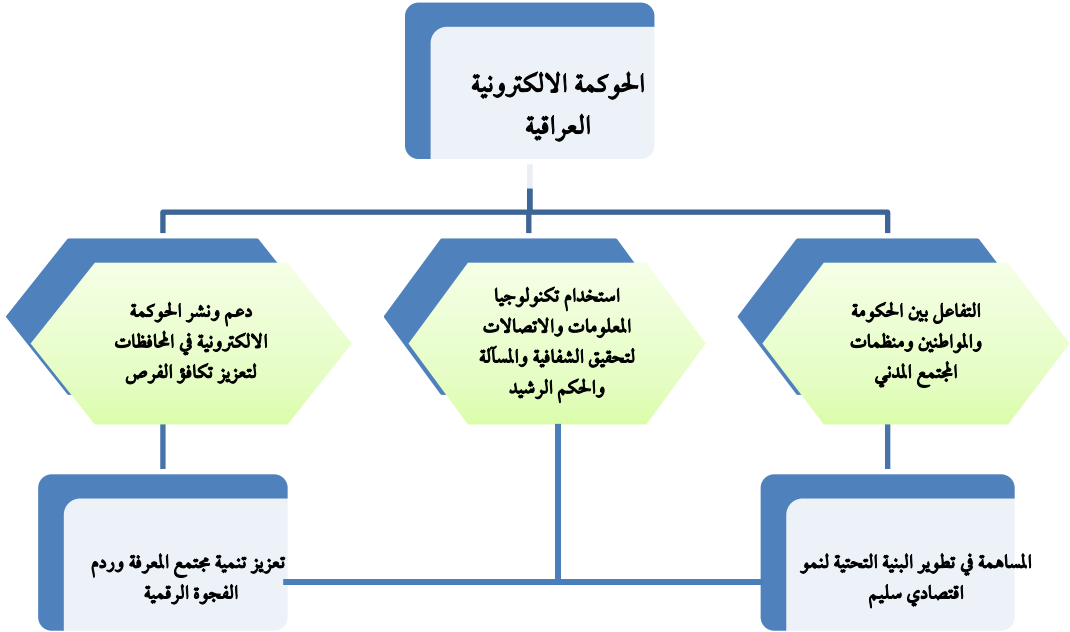 الحوكمة الالكترونية
العراقية
التفاعل بين الحكومة
والمواطنين ومنظمات
المجتمع المدني
استخدام تكنولوجيا
المعلومات والاتصالات
لتحقيق الشفافية والمسآلة
والحكم الرشيد
دعم ونشر الحوكمة
الالكترونية في المحافظات
لتعزيز تكافؤ الفرص
المساهمة في تطوير البنية التحتية لنمو
اقتصادي سليم
تعزيز تنمية مجتمع المعرفة وردم
الفجوة الرقمية